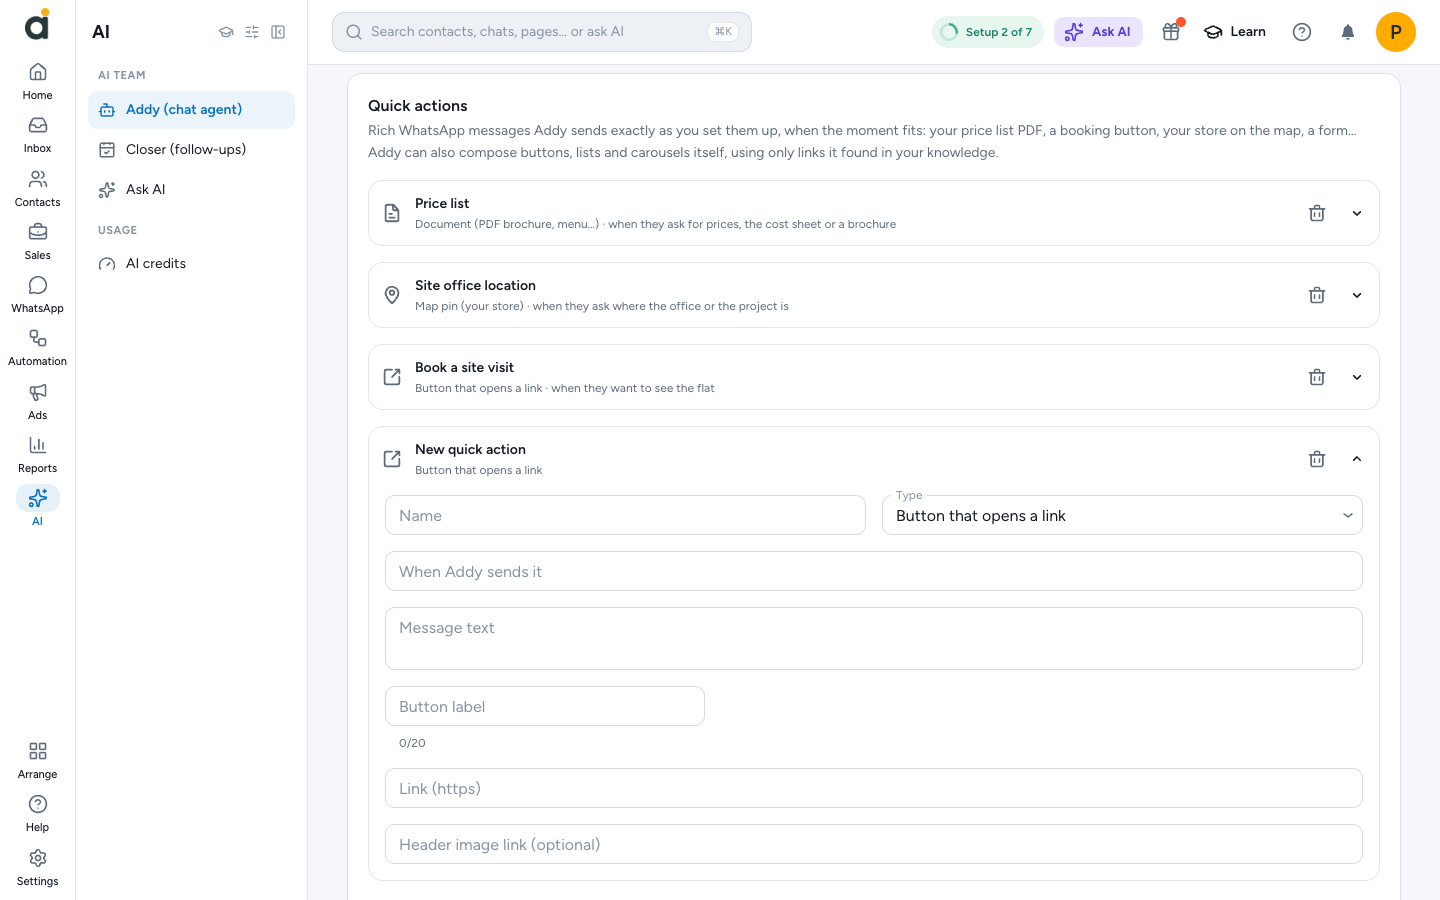 Home
Inbox
Contacts
Sales
WhatsApp
Automation
Ads
Reports
AI
Arrange
Help
Settings
AI
AI TEAM
Addy (chat agent)
Closer (follow-ups)
Ask AI
USAGE
AI credits
Search contacts, chats, pages... or ask AI
⌘K
Setup 2 of 7
Ask AI
Learn
P
Quick actions
Rich WhatsApp messages Addy sends exactly as you set them up, when the moment fits: your price list PDF, a booking button, your store on the map, a form...
Addy can also compose buttons, lists and carousels itself, using only links it found in your knowledge.
Price list
Document (PDF brochure, menu...) · when they ask for prices, the cost sheet or a brochure
Site office location
Map pin (your store) · when they ask where the office or the project is
Book a site visit
Button that opens a link · when they want to see the flat
New quick action
Button that opens a link
Name
Type
Button that opens a link
When Addy sends it
Message text
Button label
0/20
Link (https)
Header image link (optional)